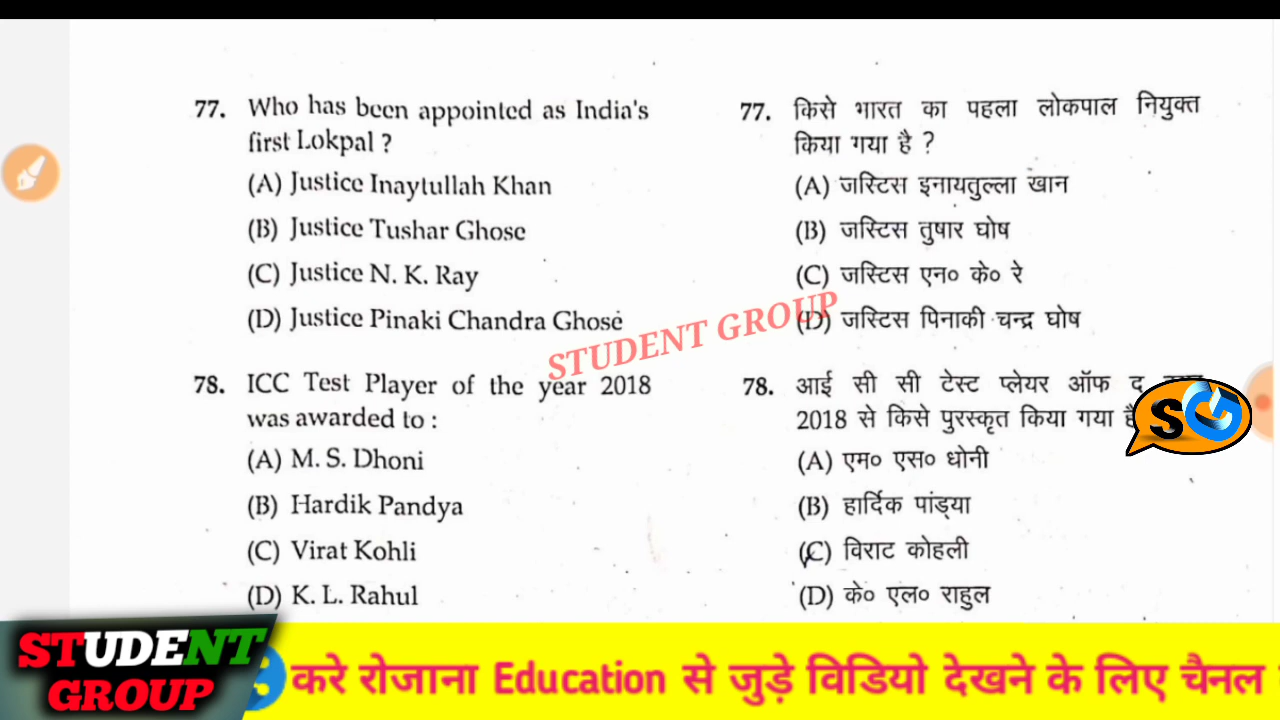 77. Who has been appointed as India's
first Lokpal ?
(A) Justice Inaytullah Khan
(B) Justice Tushar Ghose
(C) Justice N. K. Ray
(D) Justice Pinaki Chandra Ghose
78. ICC Test Player of the year 2018
was awarded to :
(A) M. S. Dhoni
(B) Hardik Pandya
(C) Virat Kohli
(D) K. L. Rahul
77. किसे भारत का पहला लोकपाल नियुक्त
किया गया है ?
(A) जस्टिस इनायतुल्ला खान
(B) जस्टिस तुषार घोष
(C) जस्टिस एन० के० रे
(D) जस्टिस पिनाकी चन्द्र घोष
78. आई सी सी टेस्ट प्लेयर ऑफ द
2018 से किसे पुरस्कृत किया गया है
(A) एम० एस० धोनी
(B) हार्दिक पांड्या
(C) विराट कोहली
(D) के० एल० राहुल
STUDENT GROUP
SG
STUDENT
GROUP
करे रोजाना Education से जुड़े विडियो देखने के लिए चैनल